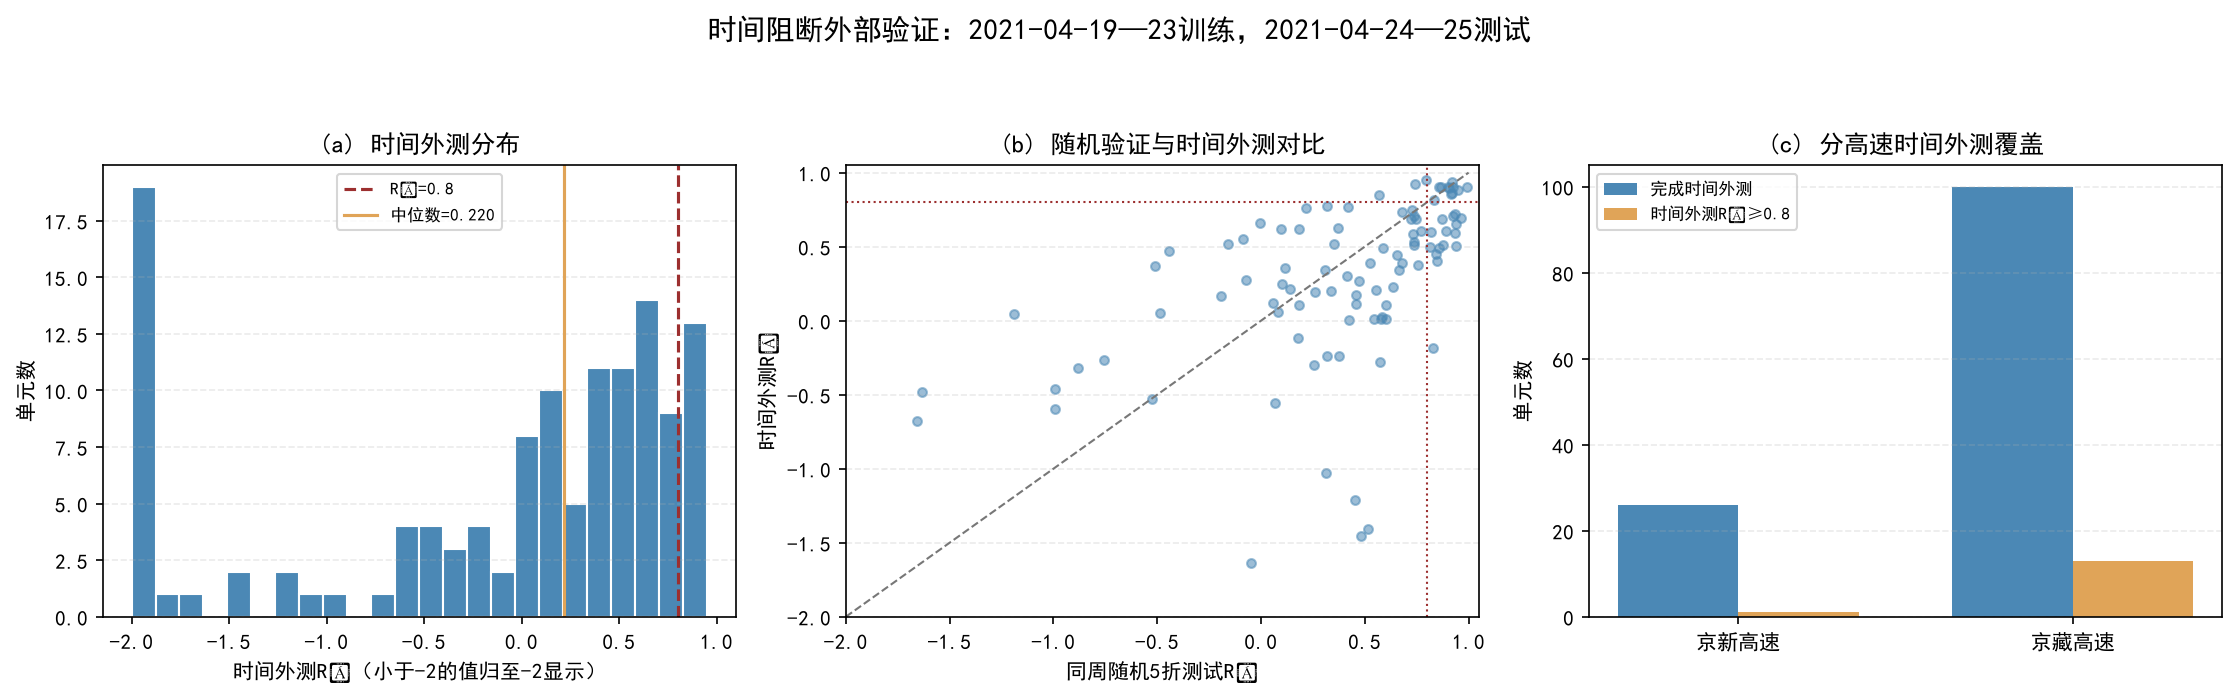 时间阻断外部验证：2021-04-19—23训练，2021-04-24—25测试
(a) 时间外测分布
R🄰=0.8
中位数=0.220
17.5
15.0
12.5
10.0
7.5
5.0
2.5
0.0
单元数
-2.0 -1.5 -1.0 -0.5 0.0 0.5 1.0
时间外测R🄰（小于-2的值归至-2显示）
(b) 随机验证与时间外测对比
1.0
0.5
0.0
-0.5
-1.0
-1.5
-2.0
时间外测R🄰
-2.0 -1.5 -1.0 -0.5 0.0 0.5 1.0
同周随机5折测试R🄰
(c) 分高速时间外测覆盖
完成时间外测
时间外测R🄰≥0.8
100
80
60
40
20
0
单元数
京新高速 京藏高速